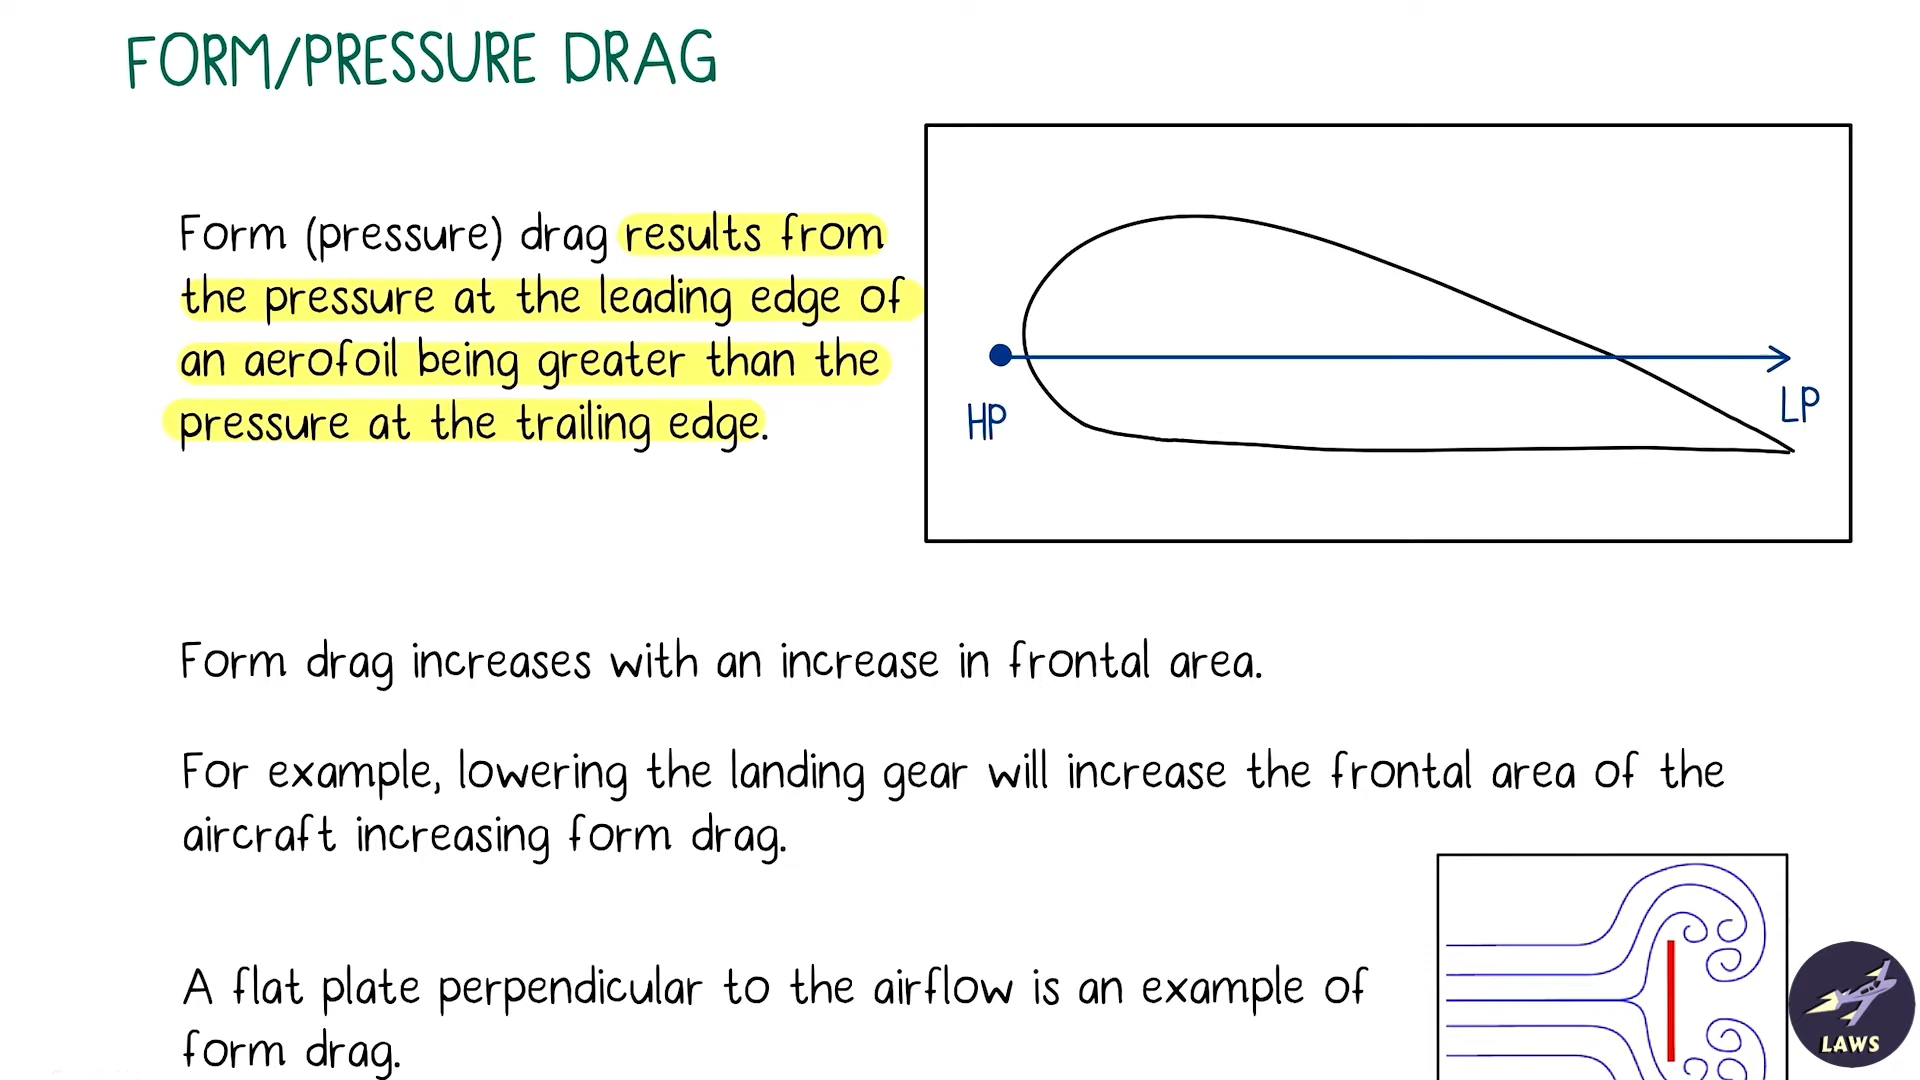 FORM/PRESSURE DRAG
Form (pressure) drag results from
the pressure at the leading edge of
an aerofoil being greater than the
pressure at the trailing edge.
HP
LP
Form drag increases with an increase in frontal area.
For example, lowering the landing gear will increase the frontal area of the
aircraft increasing form drag.
A flat plate perpendicular to the airflow is an example of
form drag.
LAWS